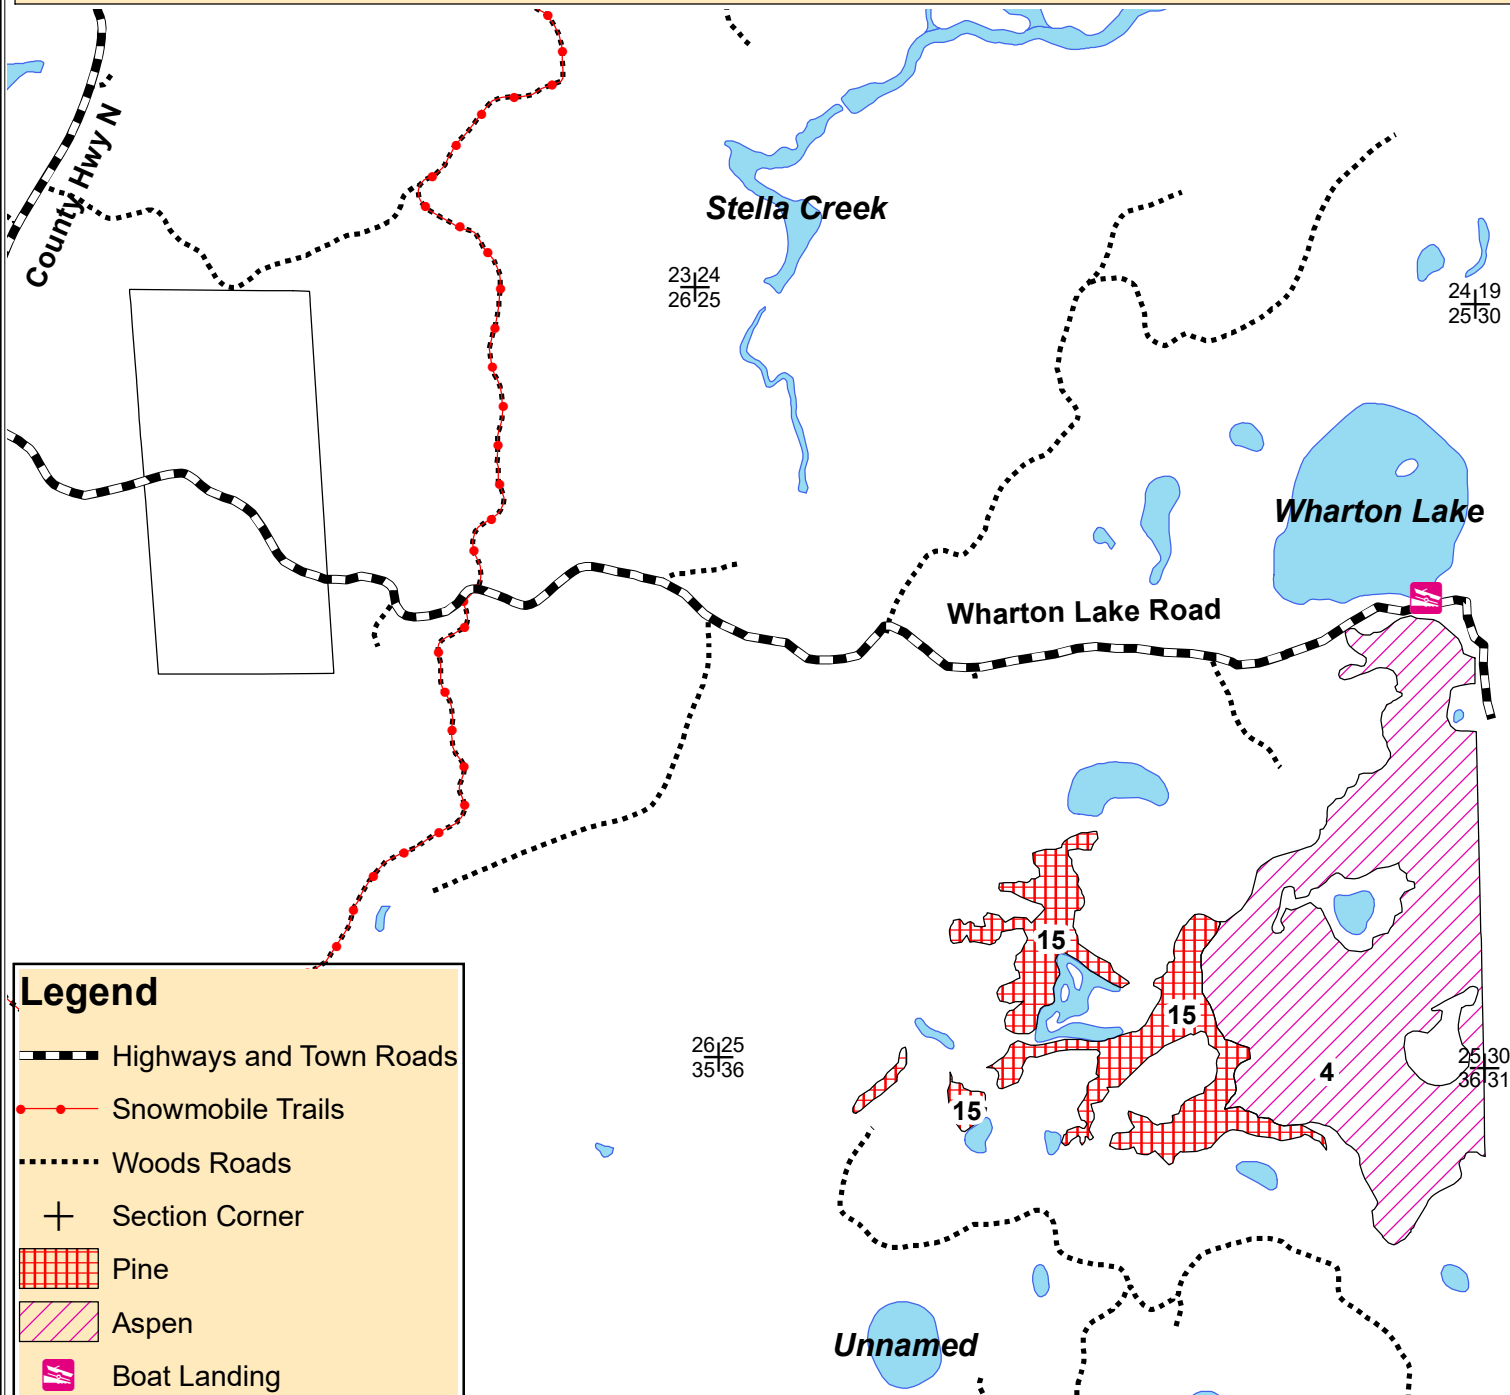 County Hwy N
Stella Creek
23 24
26 25
24 19
25 30
Wharton Lake
Wharton Lake Road
15
15
15
4
26 25
35 36
25 30
36 31
Unnamed
Legend
Highways and Town Roads
Snowmobile Trails
Woods Roads
Section Corner
Pine
Aspen
Boat Landing